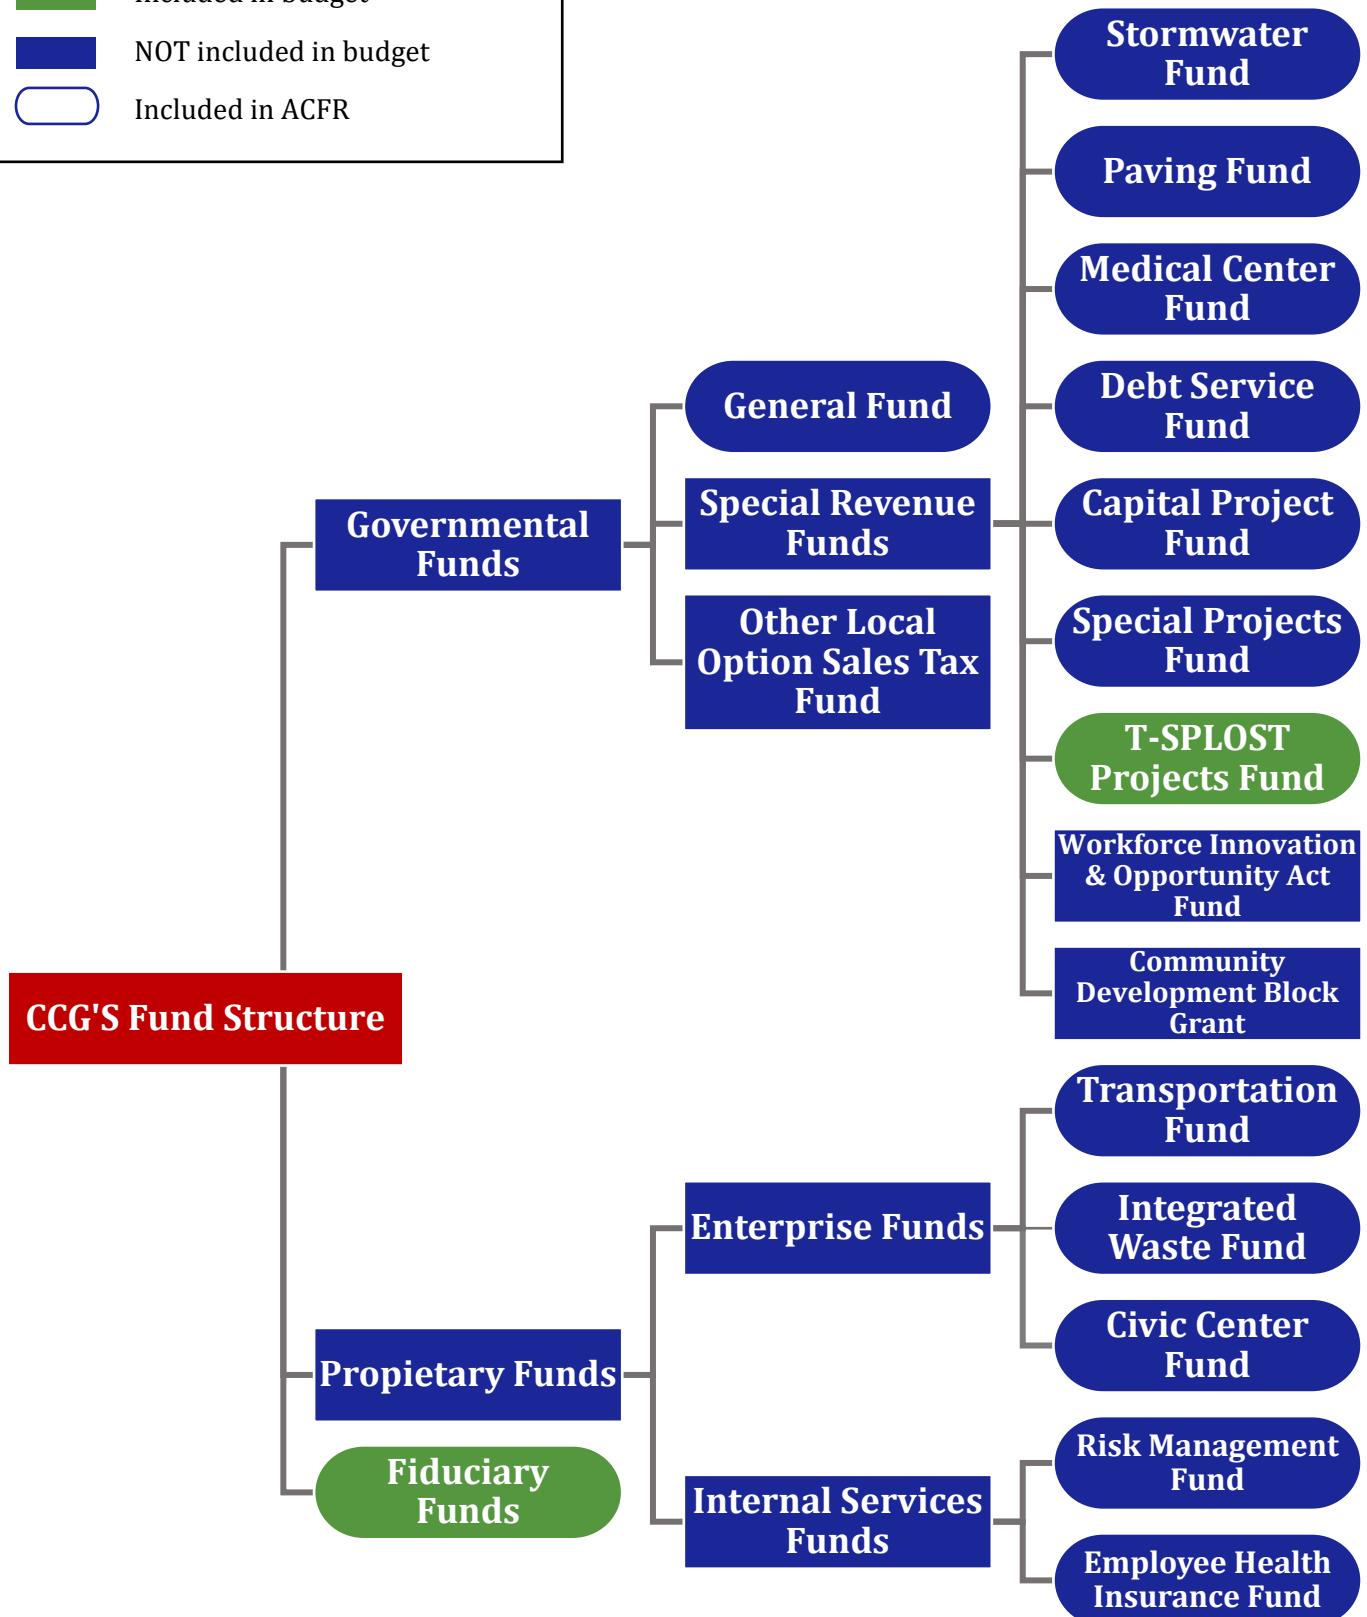 Included in budget
NOT included in budget
Included in ACFR
Stormwater
Fund
Paving Fund
Medical Center
Fund
Debt Service
Fund
Capital Project
Fund
Special Projects
Fund
T-SPLOST
Projects Fund
Workforce Innovation
& Opportunity Act
Fund
Community
Development Block
Grant
General Fund
Special Revenue
Funds
Other Local
Option Sales Tax
Fund
Governmental
Funds
CCG'S Fund Structure
Transportation
Fund
Integrated
Waste Fund
Civic Center
Fund
Enterprise Funds
Propietary Funds
Fiduciary
Funds
Internal Services
Funds
Risk Management
Fund
Employee Health
Insurance Fund